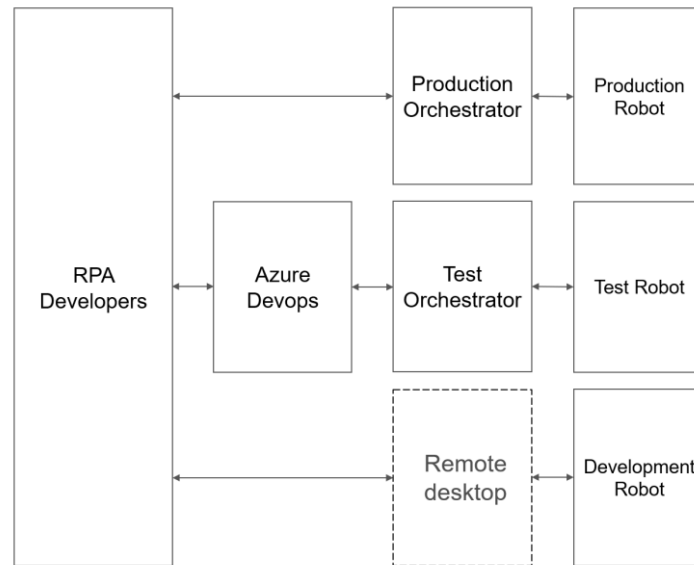 Production
Orchestrator
Production
Robot
RPA
Developers
Azure
Devops
Test
Orchestrator
Test Robot
Remote
desktop
Development
Robot